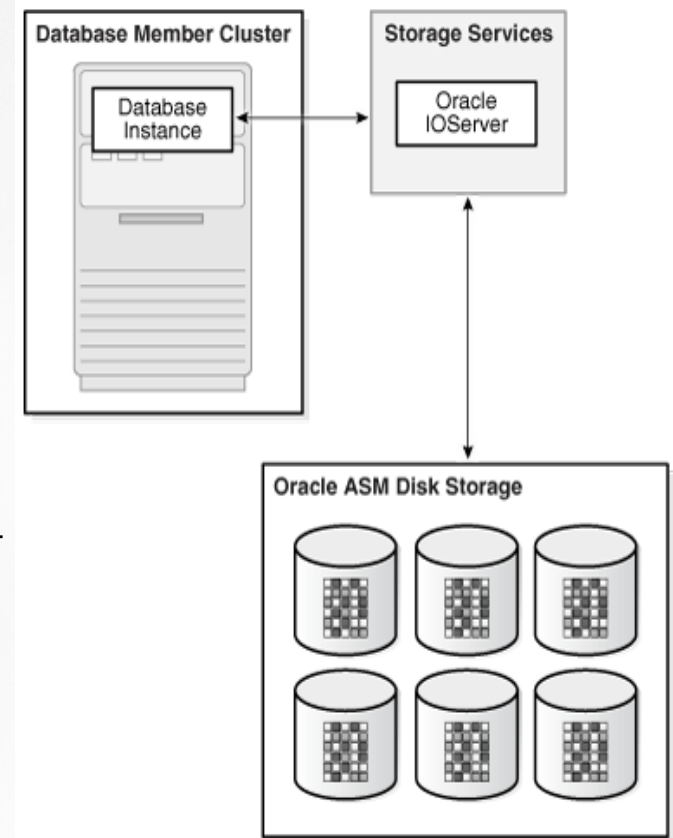 Database Member Cluster
Database
Instance
Storage Services
Oracle
IOServer
Oracle ASM Disk Storage